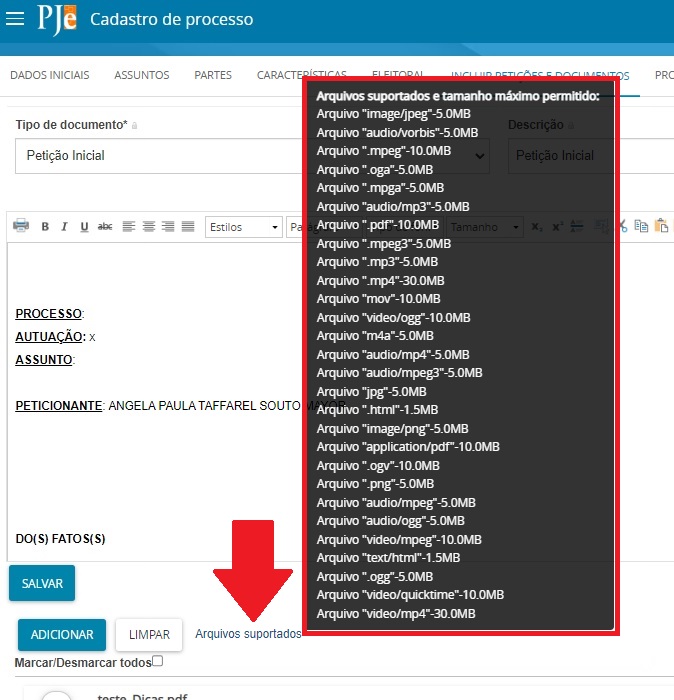 PJe Cadastro de processo
DADOS INICIAIS ASSUNTOS PARTES CARACTERÍSTICAS ELEITORAL INCLUIR PETIÇÕES E DOCUMENTOS
Tipo de documento*
Petição Inicial
Descrição
Petição Inicial
B I U abc Estilos Tamanho
PROCESSO:
AUTUAÇÃO: x
ASSUNTO:
PETICIONANTE: ANGELA PAULA TAFFAREL SOUTO MAYOR
DO(S) FATOS(S)
Arquivos suportados e tamanho máximo permitido:
Arquivo "image/jpeg"-5.0MB
Arquivo "audio/vorbis"-5.0MB
Arquivo ".mpeg"-10.0MB
Arquivo ".oga"-5.0MB
Arquivo ".mpga"-5.0MB
Arquivo "audio/mp3"-5.0MB
Arquivo ".pdf"-10.0MB
Arquivo ".mpeg3"-5.0MB
Arquivo ".mp3"-5.0MB
Arquivo ".mp4"-30.0MB
Arquivo "mov"-10.0MB
Arquivo "video/ogg"-10.0MB
Arquivo "m4a"-5.0MB
Arquivo "audio/mp4"-5.0MB
Arquivo "audio/mpeg3"-5.0MB
Arquivo "jpg"-5.0MB
Arquivo ".html"-1.5MB
Arquivo "image/png"-5.0MB
Arquivo "application/pdf"-10.0MB
Arquivo ".ogv"-10.0MB
Arquivo ".png"-5.0MB
Arquivo "audio/mpeg"-5.0MB
Arquivo "audio/ogg"-5.0MB
Arquivo "video/mpeg"-10.0MB
Arquivo "text/html"-1.5MB
Arquivo ".ogg"-5.0MB
Arquivo "video/quicktime"-10.0MB
Arquivo "video/mp4"-30.0MB
SALVAR
ADICIONAR LIMPAR Arquivos suportados
Marcar/Desmarcar todos
teste_Dicas.pdf